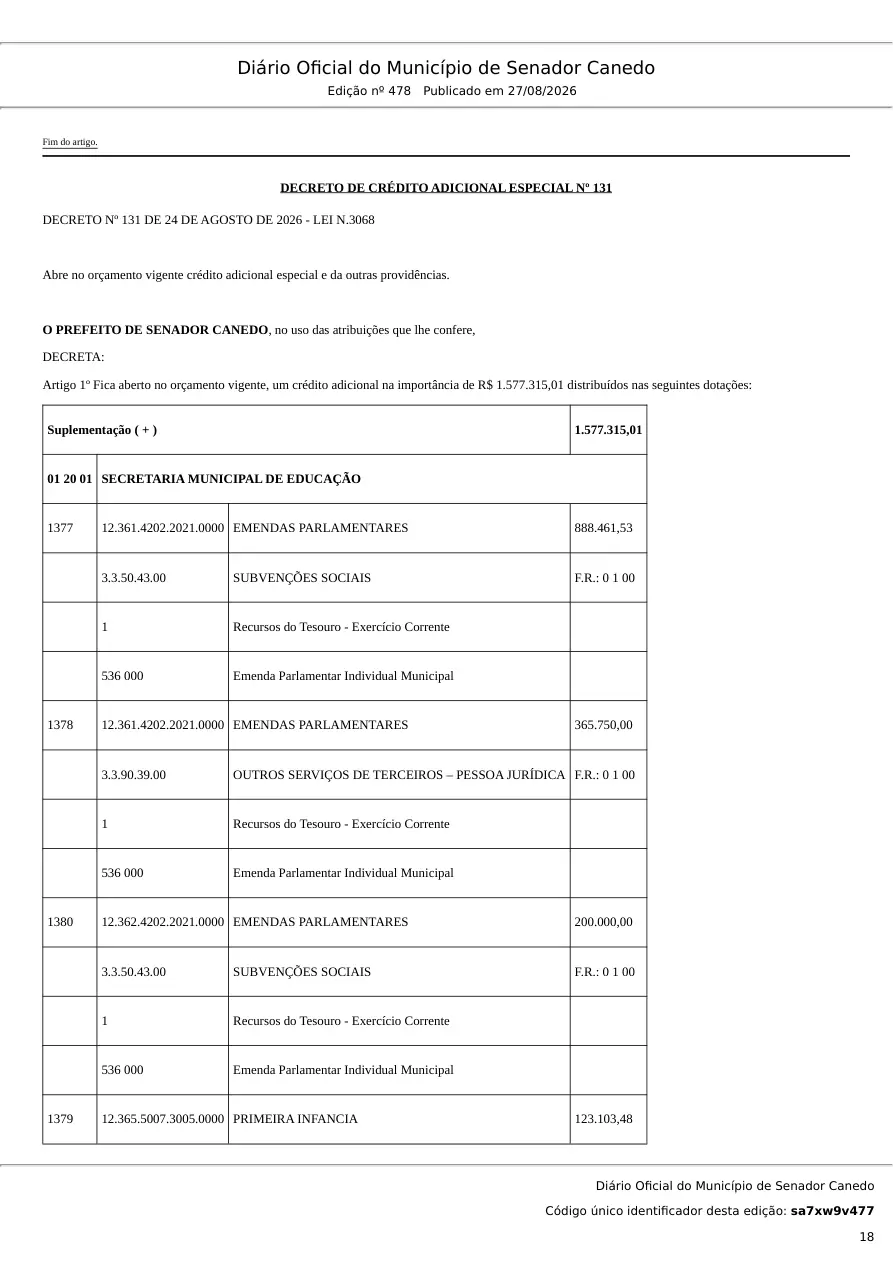 Diário Oficial do Município de Senador Canedo
Edição nº 478 Publicado em 27/08/2026
Fim do artigo.
DECRETO DE CRÉDITO ADICIONAL ESPECIAL Nº 131
DECRETO Nº 131 DE 24 DE AGOSTO DE 2026 - LEI N.3068
Abre no orçamento vigente crédito adicional especial e da outras providências.
O PREFEITO DE SENADOR CANEDO, no uso das atribuições que lhe confere,
DECRETA:
Artigo 1º Fica aberto no orçamento vigente, um crédito adicional na importância de R$ 1.577.315,01 distribuídos nas seguintes dotações:
Suplementação ( + ) 1.577.315,01
01 20 01 SECRETARIA MUNICIPAL DE EDUCAÇÃO
1377 12.361.4202.2021.0000 EMENDAS PARLAMENTARES 888.461,53
3.3.50.43.00 SUBVENÇÕES SOCIAIS F.R.: 0 1 00
1 Recursos do Tesouro - Exercício Corrente
536 000 Emenda Parlamentar Individual Municipal
1378 12.361.4202.2021.0000 EMENDAS PARLAMENTARES 365.750,00
3.3.90.39.00 OUTROS SERVIÇOS DE TERCEIROS – PESSOA JURÍDICA F.R.: 0 1 00
1 Recursos do Tesouro - Exercício Corrente
536 000 Emenda Parlamentar Individual Municipal
1380 12.362.4202.2021.0000 EMENDAS PARLAMENTARES 200.000,00
3.3.50.43.00 SUBVENÇÕES SOCIAIS F.R.: 0 1 00
1 Recursos do Tesouro - Exercício Corrente
536 000 Emenda Parlamentar Individual Municipal
1379 12.365.5007.3005.0000 PRIMEIRA INFANCIA 123.103,48
Diário Oficial do Município de Senador Canedo
Código único identificador desta edição: sa7xw9v477
18